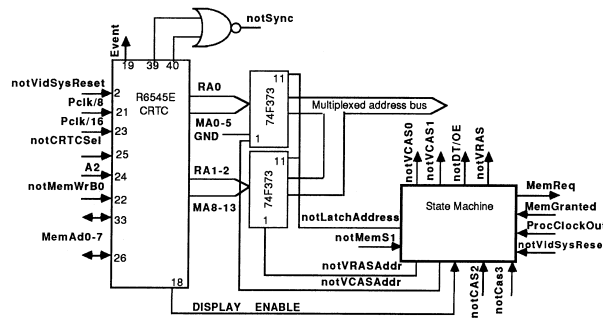 notSync
Event
19
39
40
notVidSysReset
2
Pclk/8
21
Pclk/16
23
notCRTCSel
25
A2
24
notMemWrB0
22
33
MemAd0-7
26
18
R6545E
CRTC
RA0
MA0-5
GND
RA1-2
MA8-13
11
74F373
1
11
74F373
1
Multiplexed address bus
notVCAS0
notVCAS1
notDT/OE
notVRAS
MemReq
MemGranted
ProcClockOut
notVidSysReset
State Machine
notLatchAddress
notMemS1
notVRASAddr
notVCASAddr
notCAS2
notCas3
DISPLAY ENABLE